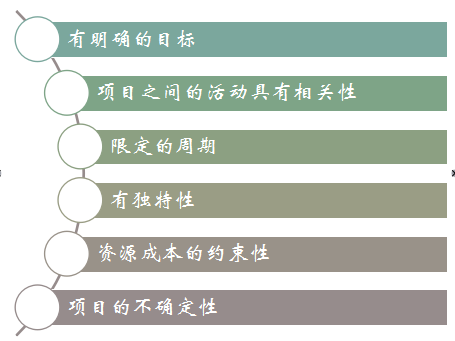 有明确的目标
项目之间的活动具有相关性
限定的周期
有独特性
资源成本的约束性
项目的不确定性